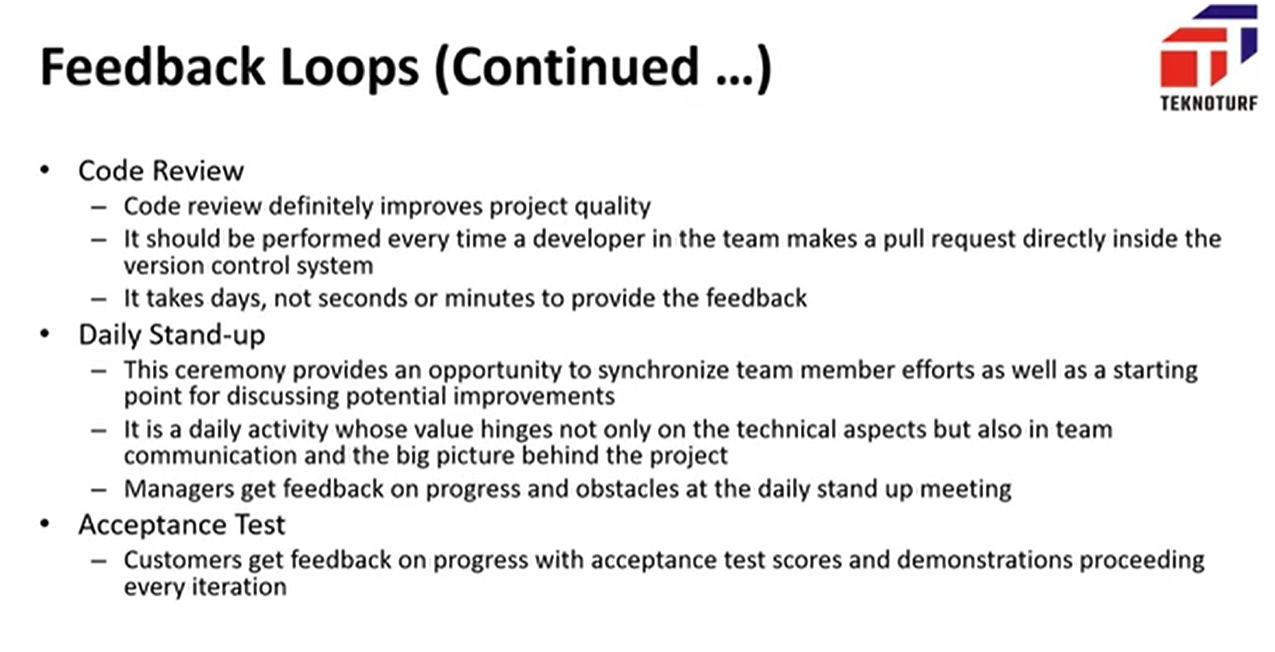 Feedback Loops (Continued ...)
TEKNOTURF
• Code Review
– Code review definitely improves project quality
– It should be performed every time a developer in the team makes a pull request directly inside the
version control system
– It takes days, not seconds or minutes to provide the feedback
• Daily Stand-up
– This ceremony provides an opportunity to synchronize team member efforts as well as a starting
point for discussing potential improvements
– It is a daily activity whose value hinges not only on the technical aspects but also in team
communication and the big picture behind the project
– Managers get feedback on progress and obstacles at the daily stand up meeting
• Acceptance Test
– Customers get feedback on progress with acceptance test scores and demonstrations proceeding
every iteration